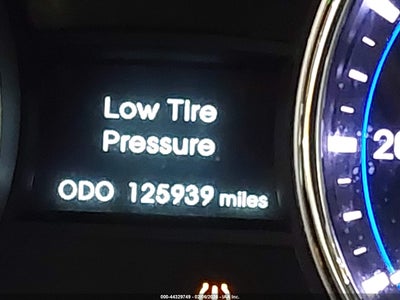 Low Tire
Pressure
ODO 125939 miles
20